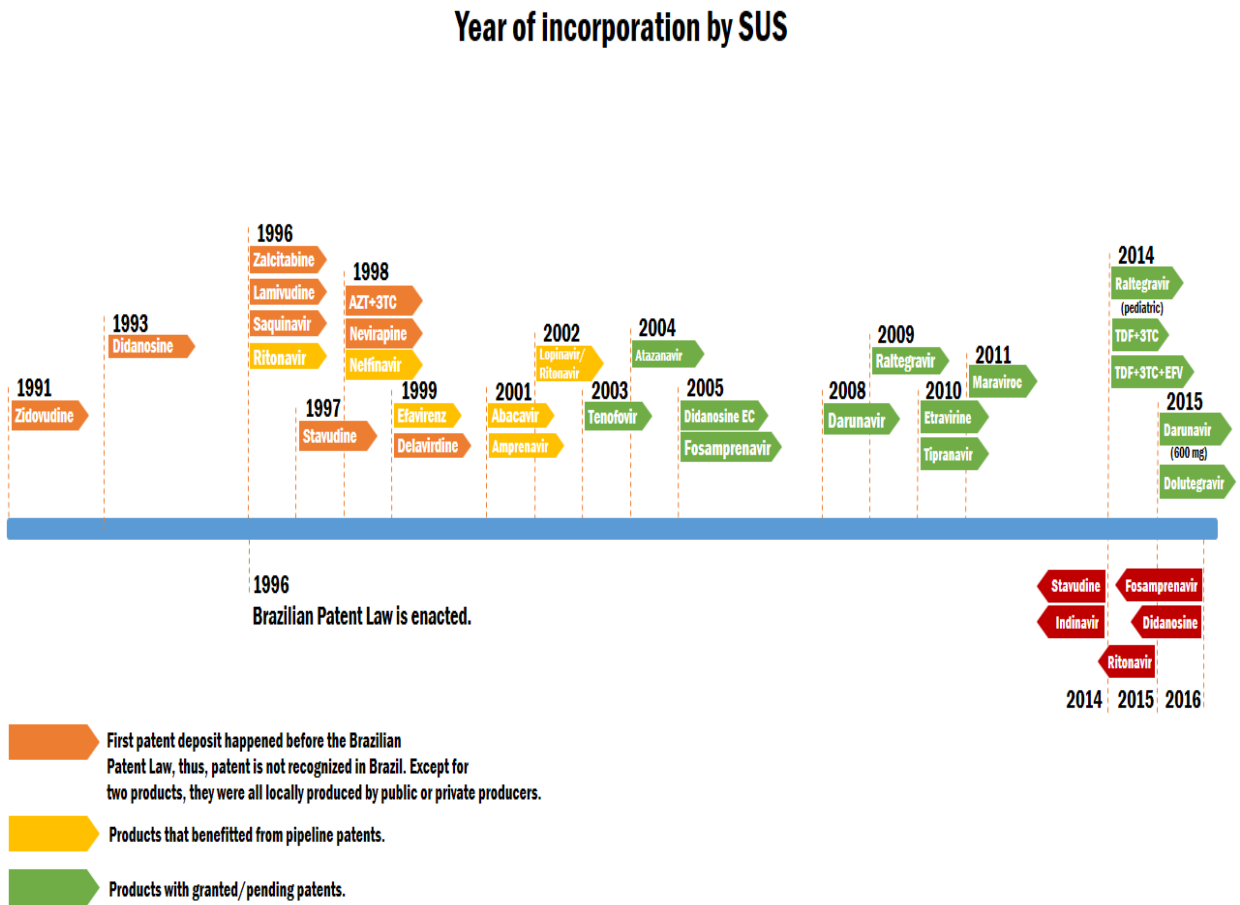 Year of incorporation by SUS
1991
Zidovudine
1993
Didanosine
1996
Zalcitabine
Lamivudine
Saquinavir
Ritonavir
1997
Stavudine
1998
AZT+3TC
Nevirapine
Nelfinavir
1999
Efavirenz
Delavirdine
2001
Abacavir
Amprenavir
2002
Lopinavir/
Ritonavir
2003
Tenofovir
2004
Atazanavir
2005
Didanosine EC
Fosamprenavir
2008
Darunavir
2009
Raltegravir
2010
Etravirine
Tipranavir
2011
Maraviroc
2014
Raltegravir
(pediatric)
TDF+3TC
TDF+3TC+EFV
2015
Darunavir
(600 mg)
Dolutegravir
1996
Brazilian Patent Law is enacted.
Stavudine
Indinavir
Ritonavir
Fosamprenavir
Didanosine
2014
2015
2016
First patent deposit happened before the Brazilian
Patent Law, thus, patent is not recognized in Brazil. Except for
two products, they were all locally produced by public or private producers.
Products that benefitted from pipeline patents.
Products with granted/pending patents.